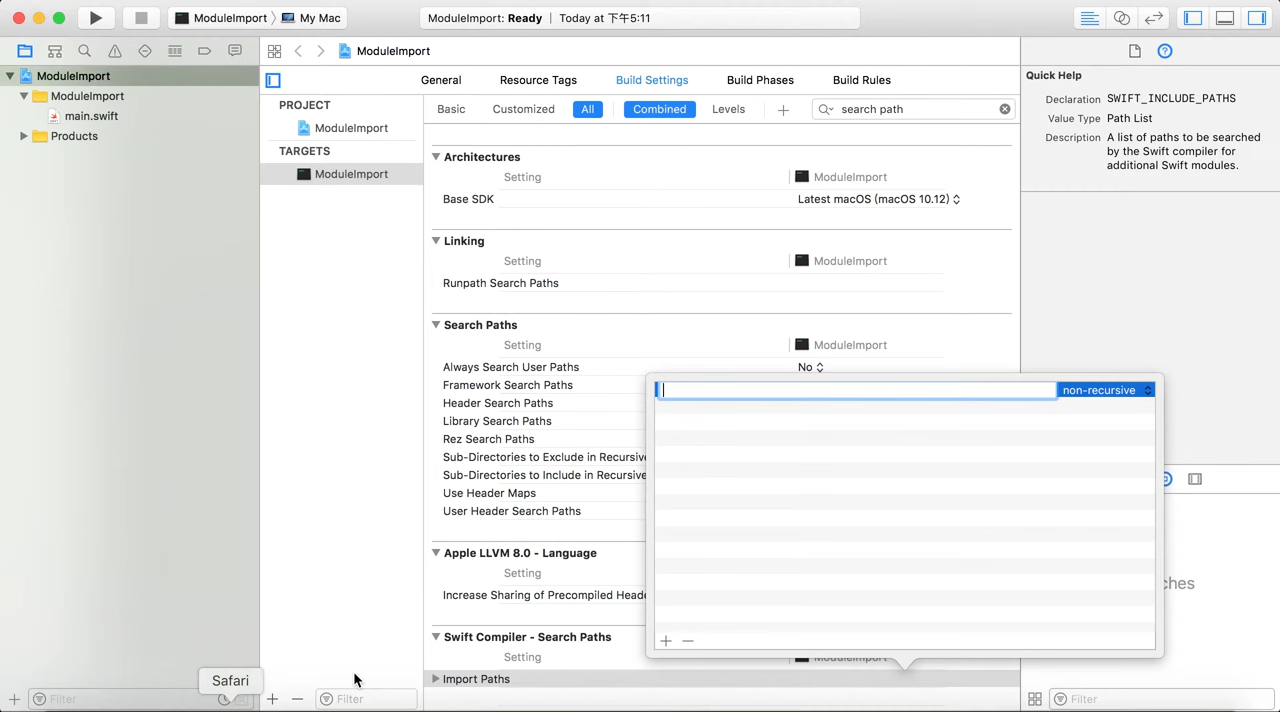 ModuleImport
My Mac
ModuleImport: Ready
Today at 下午5:11
ModuleImport
General
Resource Tags
Build Settings
Build Phases
Build Rules
Quick Help
Declaration SWIFT_INCLUDE_PATHS
Value Type Path List
Description A list of paths to be searched
by the Swift compiler for
additional Swift modules.
ModuleImport
ModuleImport
main.swift
Products
PROJECT
ModuleImport
TARGETS
ModuleImport
Basic
Customized
All
Combined
Levels
search path
Architectures
Setting
ModuleImport
Base SDK
Latest macOS (macOS 10.12)
Linking
Setting
ModuleImport
Runpath Search Paths
Search Paths
Setting
ModuleImport
Always Search User Paths
No
Framework Search Paths
Header Search Paths
Library Search Paths
Rez Search Paths
Sub-Directories to Exclude in Recursive
Sub-Directories to Include in Recursive
Use Header Maps
User Header Search Paths
non-recursive
Apple LLVM 8.0 - Language
Setting
Increase Sharing of Precompiled Heade
Swift Compiler - Search Paths
Setting
ModuleImport
Import Paths
ches
Safari
Filter
Filter
Filter